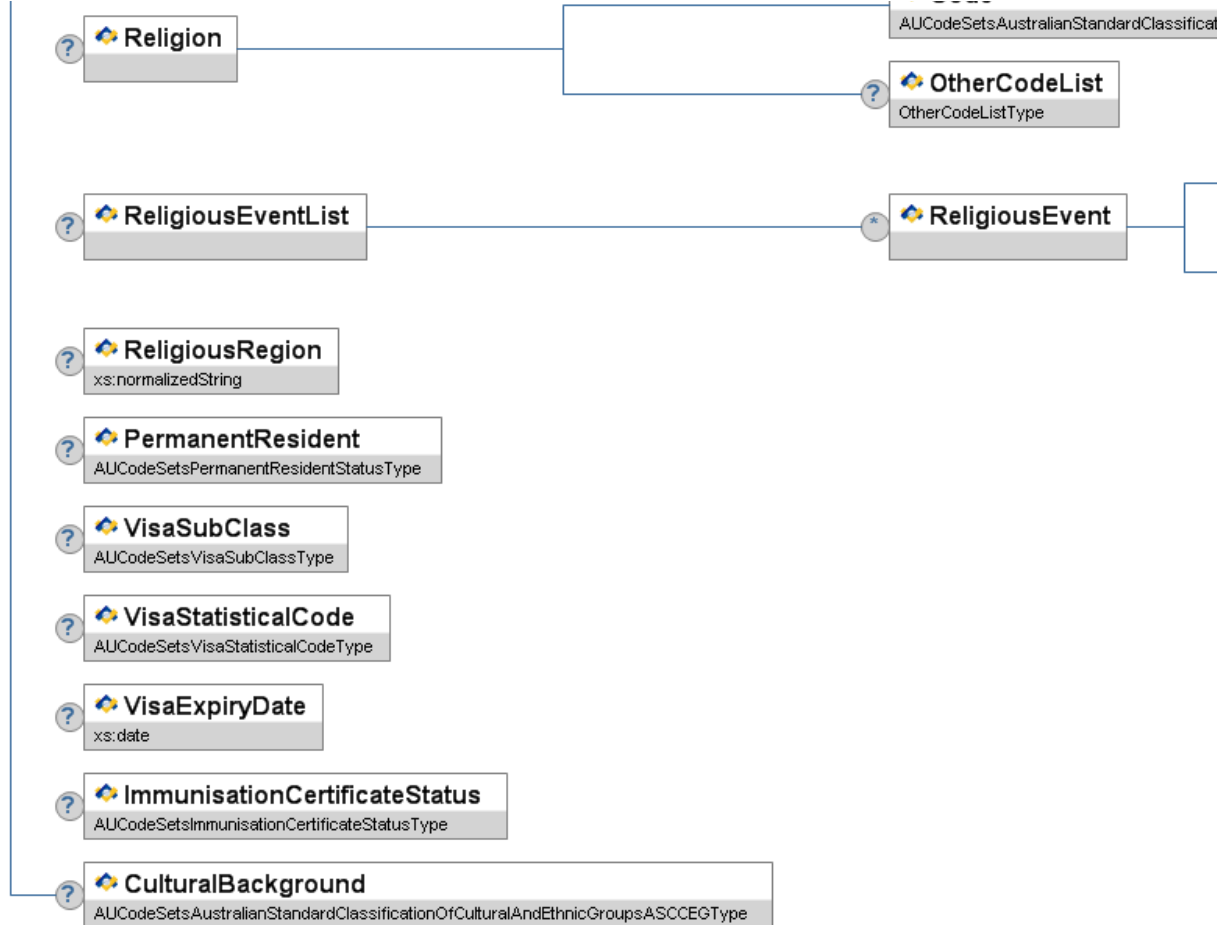 ? Religion
AUCodeSetsAustralianStandardClassificat
? OtherCodeList
OtherCodeListType
? ReligiousEventList
* ReligiousEvent
? ReligiousRegion
xs:normalizedString
? PermanentResident
AUCodeSetsPermanentResidentStatusType
? VisaSubClass
AUCodeSetsVisaSubClassType
? VisaStatisticalCode
AUCodeSetsVisaStatisticalCodeType
? VisaExpiryDate
xs:date
? ImmunisationCertificateStatus
AUCodeSetsImmunisationCertificateStatusType
? CulturalBackground
AUCodeSetsAustralianStandardClassificationOfCulturalAndEthnicGroupsASCCEGType